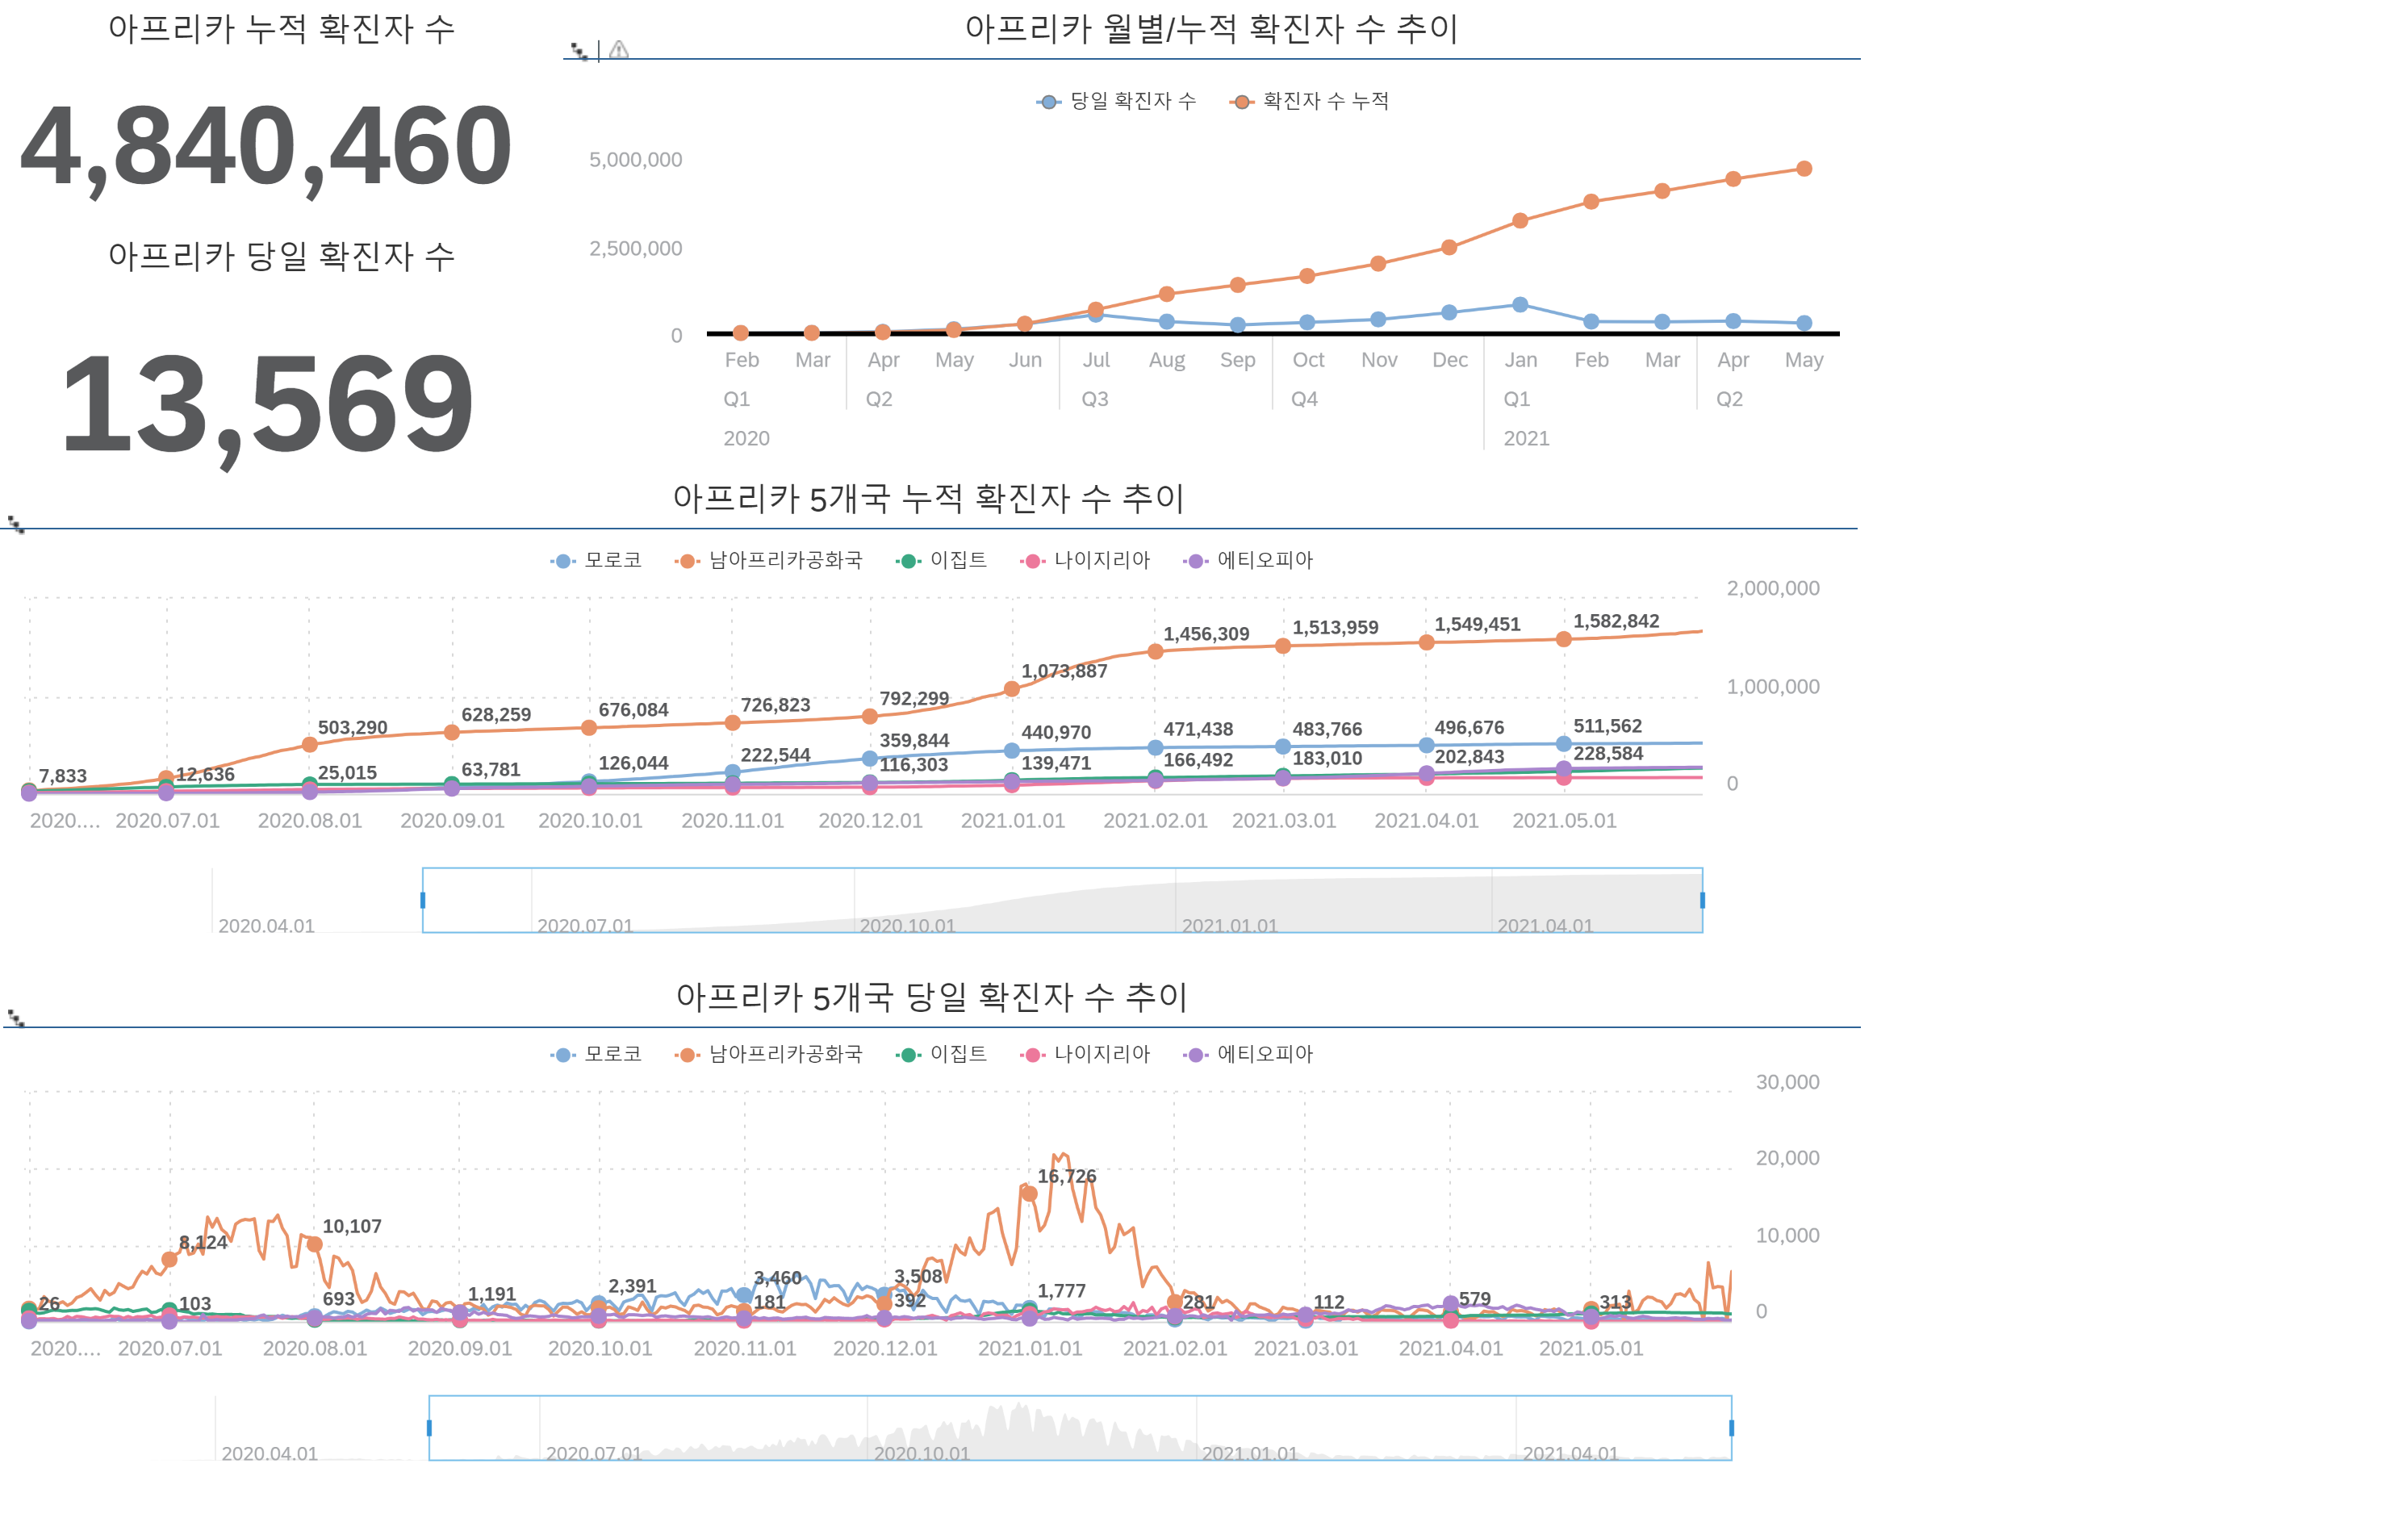 아프리카 누적 확진자 수
4,840,460
아프리카 당일 확진자 수
13,569
아프리카 월별/누적 확진자 수 추이
당일 확진자 수 확진자 수 누적
5,000,000
2,500,000
0
Feb Mar Apr May Jun Jul Aug Sep Oct Nov Dec Jan Feb Mar Apr May
Q1 Q2 Q3 Q4 Q1 Q2
2020 2021
아프리카 5개국 누적 확진자 수 추이
모로코 남아프리카공화국 이집트 나이지리아 에티오피아
2,000,000
1,000,000
0
503,290 628,259 676,084 726,823 792,299 1,073,887 1,456,309 1,513,959 1,549,451 1,582,842
7,833 12,636 25,015 63,781 126,044 222,544 359,844 440,970 471,438 483,766 496,676 511,562
116,303 139,471 166,492 183,010 202,843 228,584
2020.... 2020.07.01 2020.08.01 2020.09.01 2020.10.01 2020.11.01 2020.12.01 2021.01.01 2021.02.01 2021.03.01 2021.04.01 2021.05.01
2020.04.01 2020.07.01 2020.10.01 2021.01.01 2021.04.01
아프리카 5개국 당일 확진자 수 추이
모로코 남아프리카공화국 이집트 나이지리아 에티오피아
30,000
20,000
10,000
0
8,124 10,107 16,726
26 103 693 1,191 2,391 3,460 3,508 1,777
181 392 281 112 579 313
2020.... 2020.07.01 2020.08.01 2020.09.01 2020.10.01 2020.11.01 2020.12.01 2021.01.01 2021.02.01 2021.03.01 2021.04.01 2021.05.01
2020.04.01 2020.07.01 2020.10.01 2021.01.01 2021.04.01